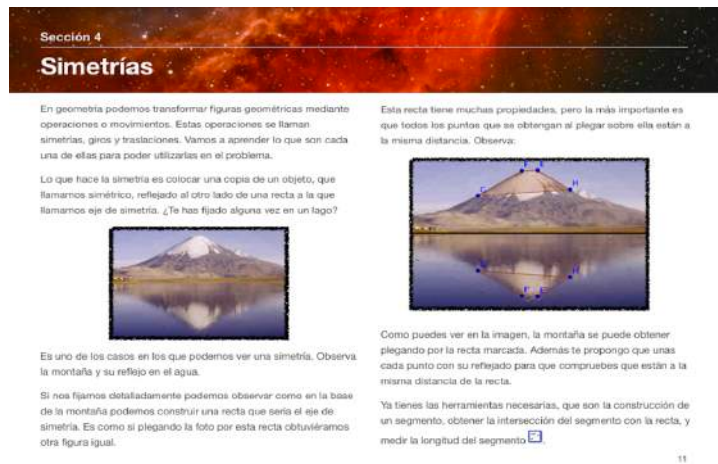 Sección 4
Simetrías
En geometría podemos transformar figuras geométricas mediante
operaciones o movimientos. Estas operaciones se llaman
simetrías, giros y traslaciones. Vamos a aprender lo que son cada
una de ellas para poder utilizarlas en el problema.
Lo que hace la simetría es colocar una copia de un objeto, que
llamamos simétrico, reflejado al otro lado de una recta a la que
llamamos eje de simetría. ¿Te has fijado alguna vez en un lago?
Es uno de los casos en los que podemos ver una simetría. Observa
la montaña y su reflejo en el agua.
Si nos fijamos detalladamente podemos observar como en la base
de la montaña podemos construir una recta que sería el eje de
simetría. Es como si plegando la foto por esta recta obtuviéramos
otra figura igual.
Esta recta tiene muchas propiedades, pero la más importante es
que todos los puntos que se obtengan al plegar sobre ella están a
la misma distancia. Observa:
F E
G H
H'
F' E'
Como puedes ver en la imagen, la montaña se puede obtener
plegando por la recta marcada. Además te propongo que unas
cada punto con su reflejado para que compruebes que están a la
misma distancia de la recta.
Ya tienes las herramientas necesarias, que son la construcción de
un segmento, obtener la intersección del segmento con la recta, y
medir la longitud del segmento
11